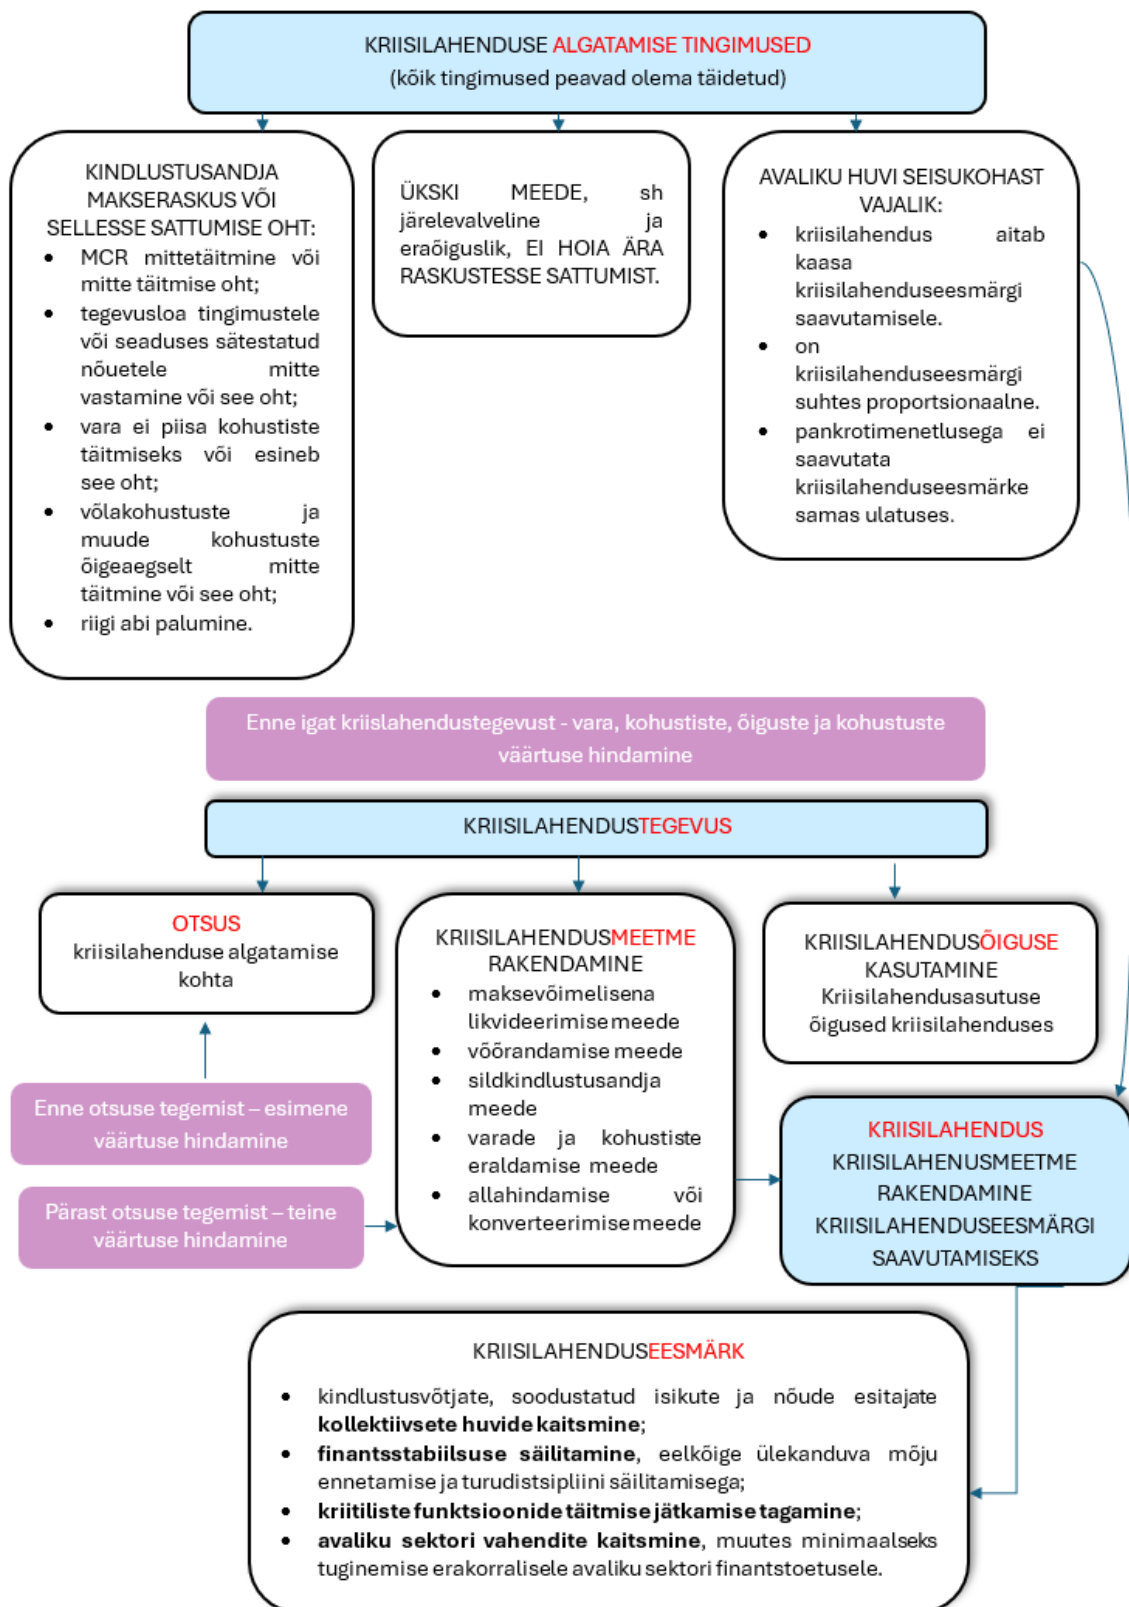 KRIISILAHENDUSE ALGATAMISE TINGIMUSED
(kõik tingimused peavad olema täidetud)
KINDLUSTUSANDJA
MAKSERASKUS VÕI
SELLESSE SATTUMISE OHT:
• MCR mittetäitmine või
mitte täitmise oht;
• tegevusloa tingimustele
või seaduses sätestatud
nõuetele mitte
vastamine või see oht;
• vara ei piisa kohustiste
täitmiseks või esineb
see oht;
• võlakohustuste ja
muude kohustuste
õigeaegselt mitte
täitmine või see oht;
• riigi abi palumine.
ÜKSKI MEEDE, sh
järelevalveline ja
eraõiguslik, EI HOIA ÄRA
RASKUSTESSE SATTUMIST.
AVALIKU HUVI SEISUKOHAST
VAJALIK:
• kriisilahendus aitab
kaasa
kriisilahenduseesmärgi
saavutamisele.
• on
kriisilahenduseesmärgi
suhtes proportsionaalne.
• pankrotimenetlusega ei
saavutata
kriisilahenduseesmärke
samas ulatuses.
Enne igat kriislahendustegevust - vara, kohustiste, õiguste ja kohustuste
väärtuse hindamine
KRIISILAHENDUSTEGEVUS
OTSUS
kriisilahenduse algatamise
kohta
KRIISILAHENDUSMEETME
RAKENDAMINE
• maksevõimelisena
likvideerimise meede
• võõrandamise meede
• sildkindlustusandja
meede
• varade ja kohustiste
eraldamise meede
• allahindamise või
konverteerimismeede
KRIISILAHENDUSÕIGUSE
KASUTAMINE
Kriisilahendusasutuse
õigused kriisilahenduses
Enne otsuse tegemist – esimene
väärtuse hindamine
Pärast otsuse tegemist – teine
väärtuse hindamine
KRIISILAHENDUS
KRIISILAHENUSMEETME
RAKENDAMINE
KRIISILAHENDUSEESMÄRGI
SAAVUTAMISEKS
KRIISILAHENDUSEESMÄRK
• kindlustusvõtjate, soodustatud isikute ja nõude esitajate
kollektiivsete huvide kaitsmine;
• finantsstabiilsuse säilitamine, eelkõige ülekanduva mõju
ennetamise ja turudistsipliini säilitamisega;
• kriitiliste funktsioonide täitmise jätkamise tagamine;
• avaliku sektori vahendite kaitsmine, muutes minimaalseks
tuginemise erakorralisele avaliku sektori finantstoetusele.